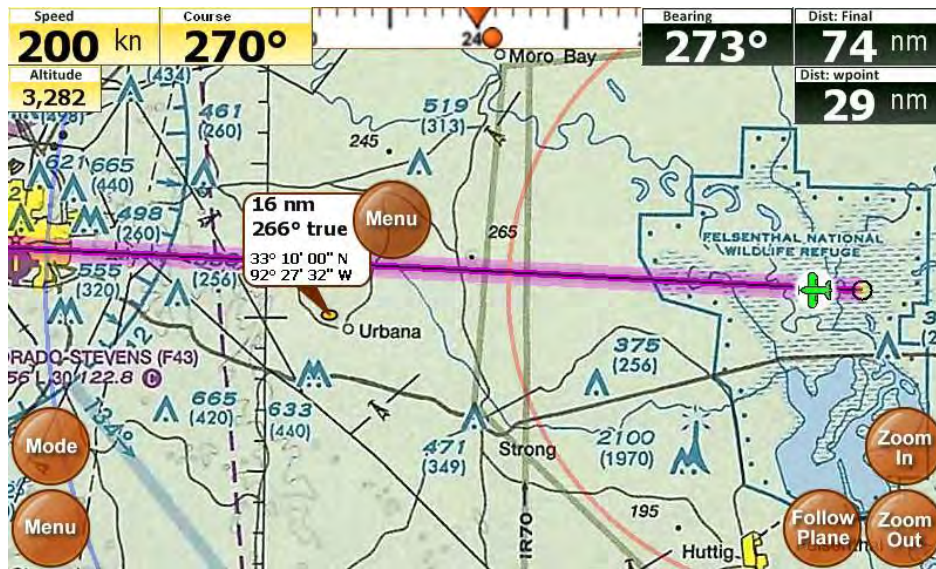 Speed
200 kn
Course
270°
24
Bearing
273°
Dist: Final
74 nm
Altitude
3,282
Dist: wpoint
29 nm
Moro Bay
(434)
461
(260)
519
(313)
245
621
665
(440)
498
(260)
16 nm
266° true
33° 10' 00" N
92° 27' 32" W
Menu
265
FELSENTHAL NATIONAL
WILDLIFE REFUGE
555
(320)
(256)
Urbana
375
(256)
ORADO-STEVENS (F43)
56 L 30 122.8 C
134°
665
(420)
633
(440)
471
(349)
Strong
2100
(1970)
Mode
Zoom
In
Menu
IR70
195
Huttig
Follow
Plane
Zoom
Out